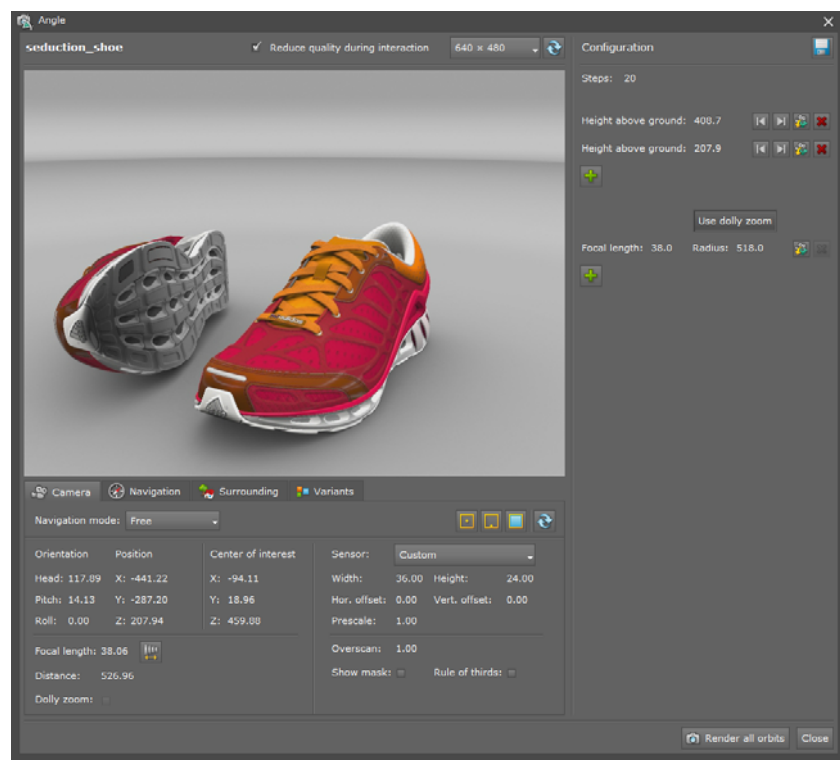 Angle
seduction_shoe
Reduce quality during interaction
640 × 480
Configuration
Steps: 20
Height above ground: 408.7
Height above ground: 207.9
Use dolly zoom
Focal length: 38.0 Radius: 518.0
adidas
Camera Navigation Surrounding Variants
Navigation mode: Free
Orientation Position Center of interest Sensor: Custom
Head: 117.89 X: -441.22 X: -94.11 Width: 36.00 Height: 24.00
Pitch: 14.13 Y: -287.20 Y: 18.96 Hor. offset: 0.00 Vert. offset: 0.00
Roll: 0.00 Z: 207.94 Z: 459.88 Prescale: 1.00
Focal length: 38.06 Overscan: 1.00
Distance: 526.96 Show mask: Rule of thirds:
Dolly zoom:
Render all orbits Close